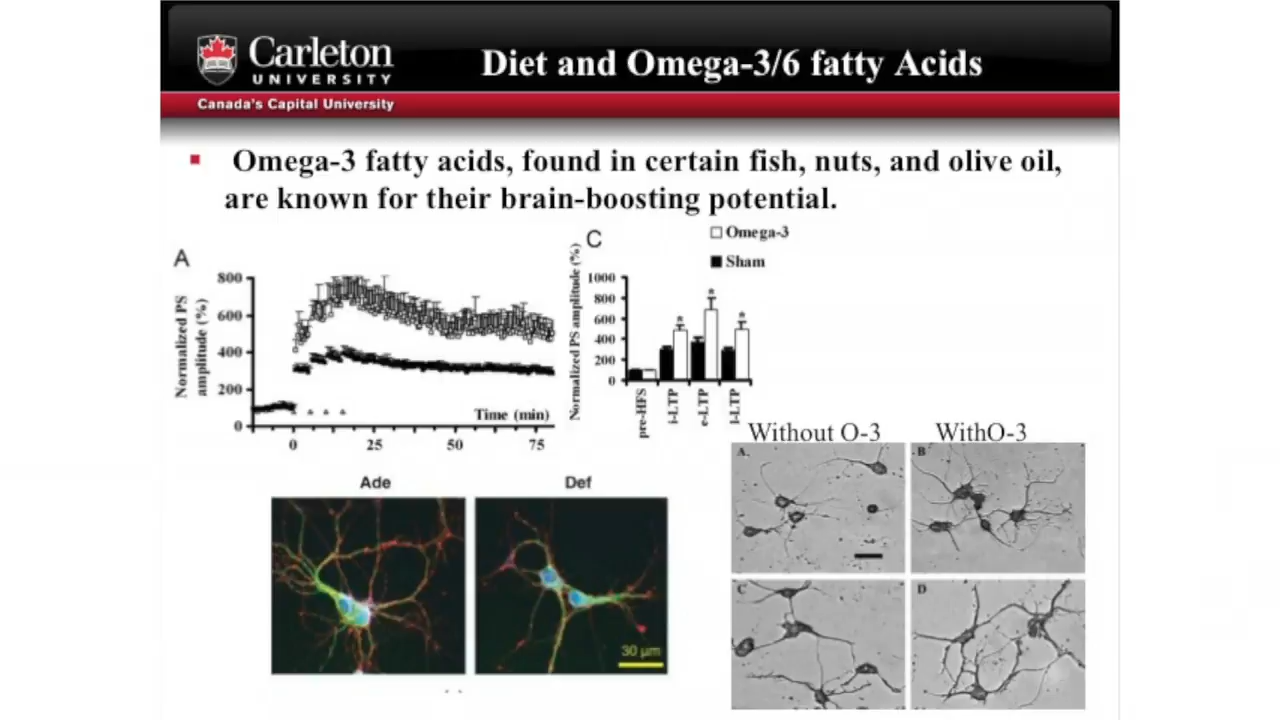 Carleton
UNIVERSITY
Canada's Capital University
Diet and Omega-3/6 fatty Acids
Omega-3 fatty acids, found in certain fish, nuts, and olive oil,
are known for their brain-boosting potential.
A
Normalized PS
amplitude (%)
800
600
400
200
0
0
25
50
75
Time (min)
C
Omega-3
Sham
Normalized PS amplitude (%)
1000
800
600
400
200
0
pre-HFS
i-LTP
e-LTP
l-LTP
Ade
Def
30 µm
Without O-3
WithO-3
A
B
C
D